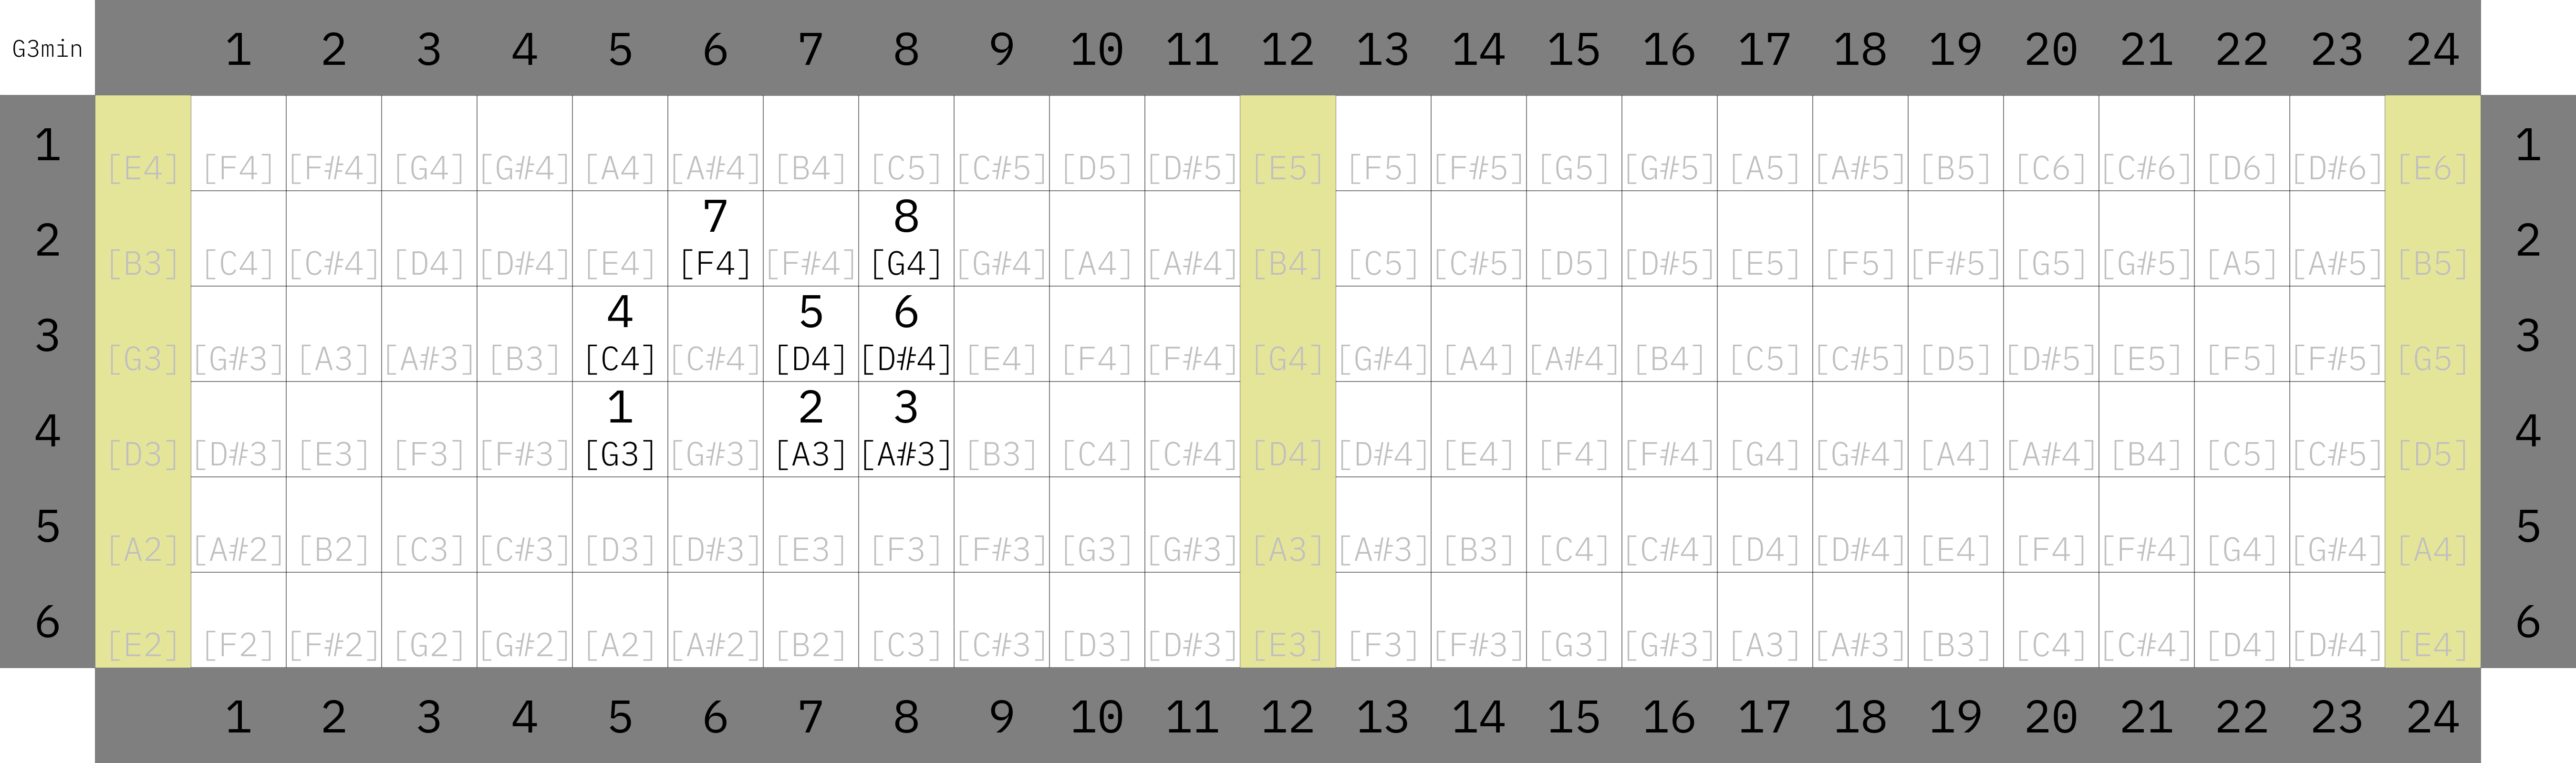 G3min 1 2 3 4 5 6 7 8 9 10 11 12 13 14 15 16 17 18 19 20 21 22 23 24
1 [E4] [F4] [F#4] [G4] [G#4] [A4] [A#4] [B4] [C5] [C#5] [D5] [D#5] [E5] [F5] [F#5] [G5] [G#5] [A5] [A#5] [B5] [C6] [C#6] [D6] [D#6] [E6] 1
7 8
2 [B3] [C4] [C#4] [D4] [D#4] [E4] [F4] [F#4] [G4] [G#4] [A4] [A#4] [B4] [C5] [C#5] [D5] [D#5] [E5] [F5] [F#5] [G5] [G#5] [A5] [A#5] [B5] 2
4 5 6
3 [G3] [G#3] [A3] [A#3] [B3] [C4] [C#4] [D4] [D#4] [E4] [F4] [F#4] [G4] [G#4] [A4] [A#4] [B4] [C5] [C#5] [D5] [D#5] [E5] [F5] [F#5] [G5] 3
1 2 3
4 [D3] [D#3] [E3] [F3] [F#3] [G3] [G#3] [A3] [A#3] [B3] [C4] [C#4] [D4] [D#4] [E4] [F4] [F#4] [G4] [G#4] [A4] [A#4] [B4] [C5] [C#5] [D5] 4
5 [A2] [A#2] [B2] [C3] [C#3] [D3] [D#3] [E3] [F3] [F#3] [G3] [G#3] [A3] [A#3] [B3] [C4] [C#4] [D4] [D#4] [E4] [F4] [F#4] [G4] [G#4] [A4] 5
6 [E2] [F2] [F#2] [G2] [G#2] [A2] [A#2] [B2] [C3] [C#3] [D3] [D#3] [E3] [F3] [F#3] [G3] [G#3] [A3] [A#3] [B3] [C4] [C#4] [D4] [D#4] [E4] 6
1 2 3 4 5 6 7 8 9 10 11 12 13 14 15 16 17 18 19 20 21 22 23 24